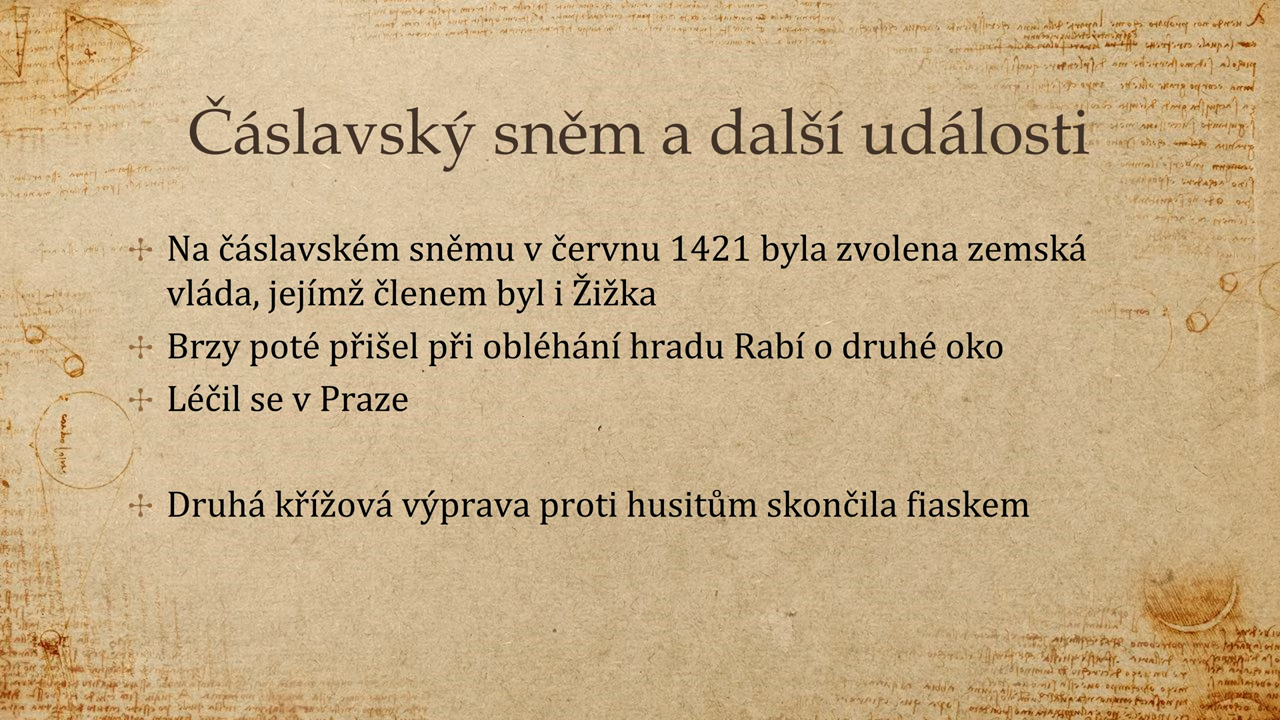 Čáslavský sněm a další události
Na čáslavském sněmu v červnu 1421 byla zvolena zemská
vláda, jejímž členem byl i Žižka
Brzy poté přišel při obléhání hradu Rabí o druhé oko
Léčil se v Praze
Druhá křížová výprava proti husitům skončila fiaskem